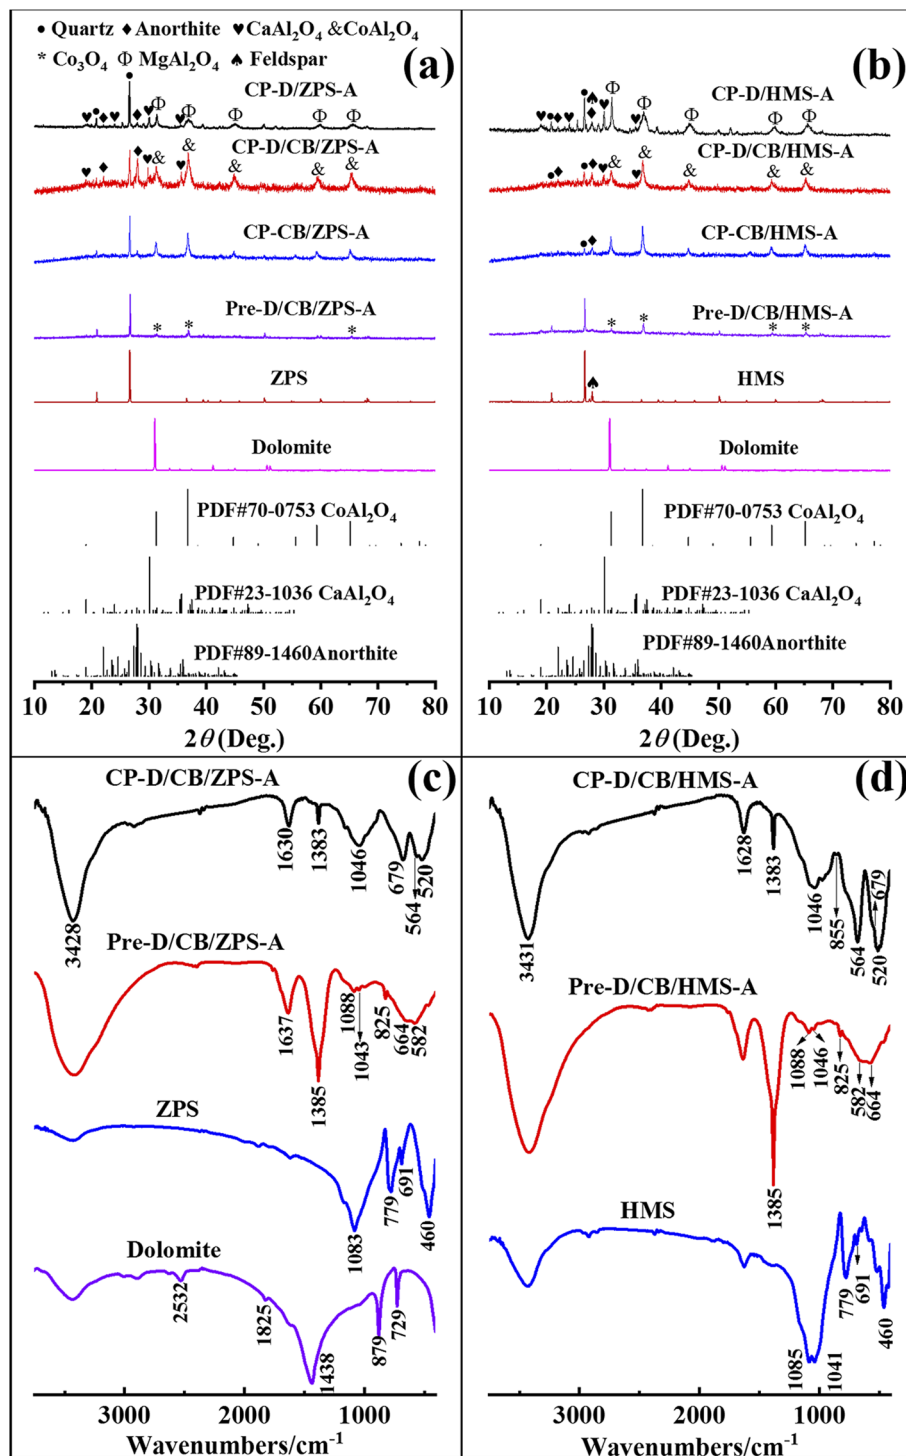 ● Quartz ♦ Anorthite ♥ CaAl₂O₄ & CoAl₂O₄
* Co₃O₄ Φ MgAl₂O₄ ♠ Feldspar
(a)
CP-D/ZPS-A
CP-D/CB/ZPS-A
CP-CB/ZPS-A
Pre-D/CB/ZPS-A
ZPS
Dolomite
PDF#70-0753 CoAl₂O₄
PDF#23-1036 CaAl₂O₄
PDF#89-1460Anorthite
10 20 30 40 50 60 70 80
2θ (Deg.)
(b)
CP-D/HMS-A
CP-D/CB/HMS-A
CP-CB/HMS-A
Pre-D/CB/HMS-A
HMS
Dolomite
PDF#70-0753 CoAl₂O₄
PDF#23-1036 CaAl₂O₄
PDF#89-1460Anorthite
10 20 30 40 50 60 70 80
2θ (Deg.)
(c)
CP-D/CB/ZPS-A
3428 1630 1383 1046 679 564 520
Pre-D/CB/ZPS-A
1637 1385 1088 1043 825 664 582
ZPS
1083 779 691 460
Dolomite
2532 1825 1438 879 729
3000 2000 1000
Wavenumbers/cm⁻¹
(d)
CP-D/CB/HMS-A
3431 1628 1383 1046 855 564 520 679
Pre-D/CB/HMS-A
1385 1088 1046 825 582 664
HMS
1085 1041 779 691 460
3000 2000 1000
Wavenumbers/cm⁻¹